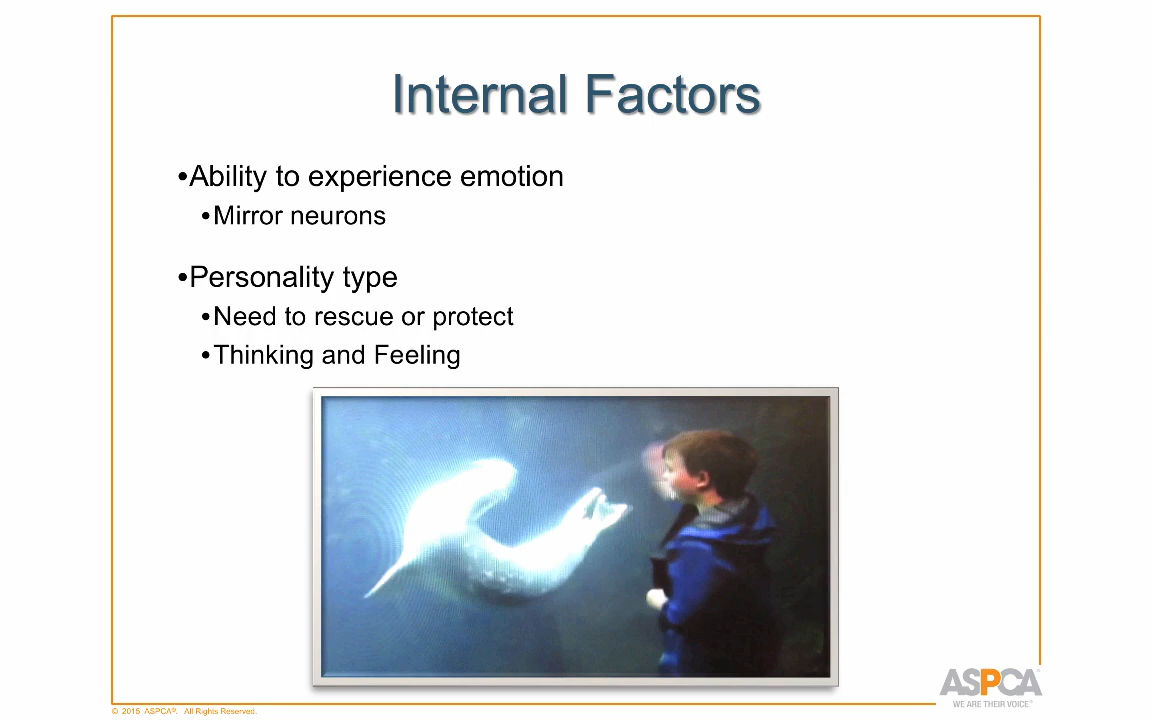 Internal Factors
•Ability to experience emotion
•Mirror neurons
•Personality type
•Need to rescue or protect
•Thinking and Feeling
ASPCA®
WE ARE THEIR VOICE.®
© 2015 ASPCA®. All Rights Reserved.